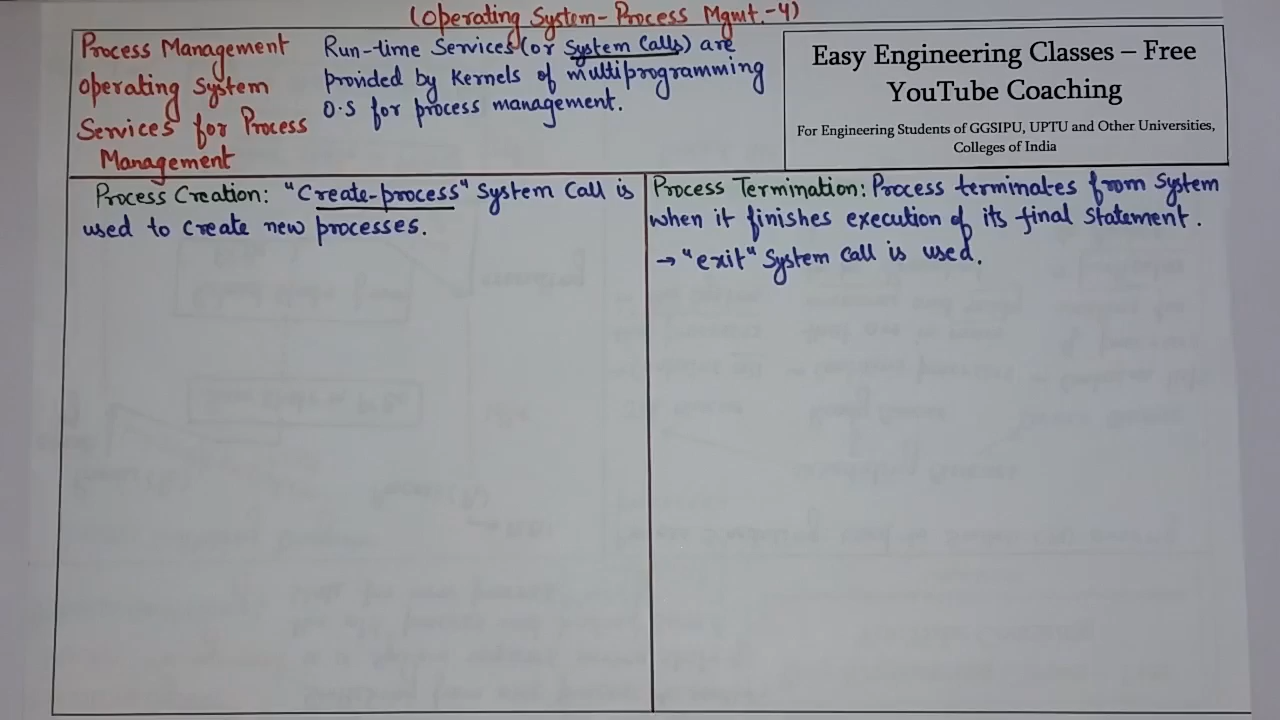 (Operating System- Process Mgmt.-4)
Process Management
Operating System
Services for Process
Management
Run-time Services (or System Calls) are
provided by Kernels of multiprogramming
O.S for process management.
Easy Engineering Classes – Free
YouTube Coaching
For Engineering Students of GGSIPU, UPTU and Other Universities,
Colleges of India
Process Creation: "Create-process" System Call is
used to create new processes.
Process Termination: Process terminates from System
when it finishes execution of its final statement.
→ "exit" System call is used.